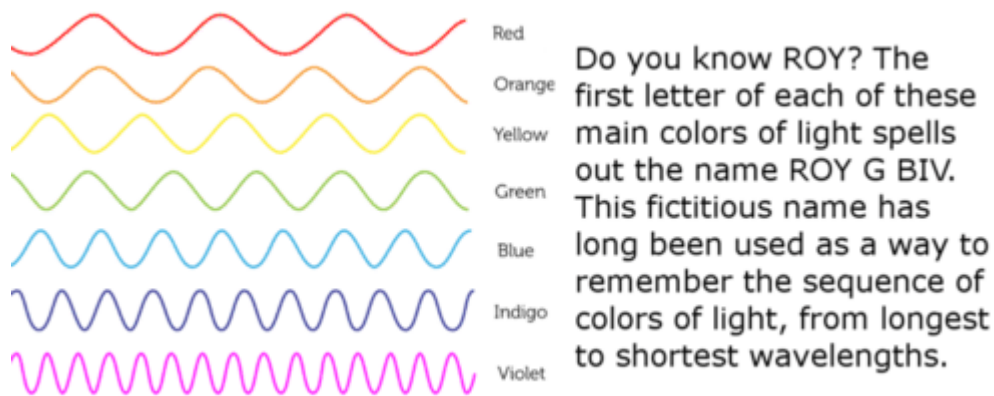 Red
Orange
Yellow
Green
Blue
Indigo
Violet
Do you know ROY? The
first letter of each of these
main colors of light spells
out the name ROY G BIV.
This fictitious name has
long been used as a way to
remember the sequence of
colors of light, from longest
to shortest wavelengths.